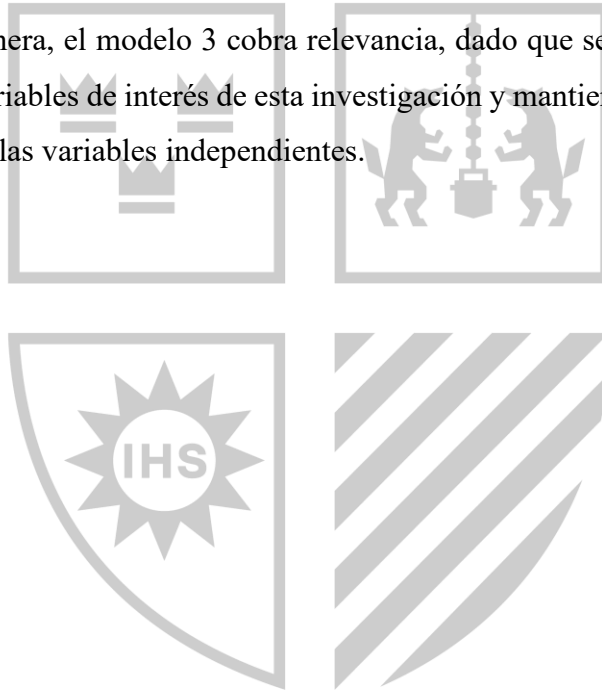 nera, el modelo 3 cobra relevancia, dado que se
riables de interés de esta investigación y mantier
las variables independientes.
IHS